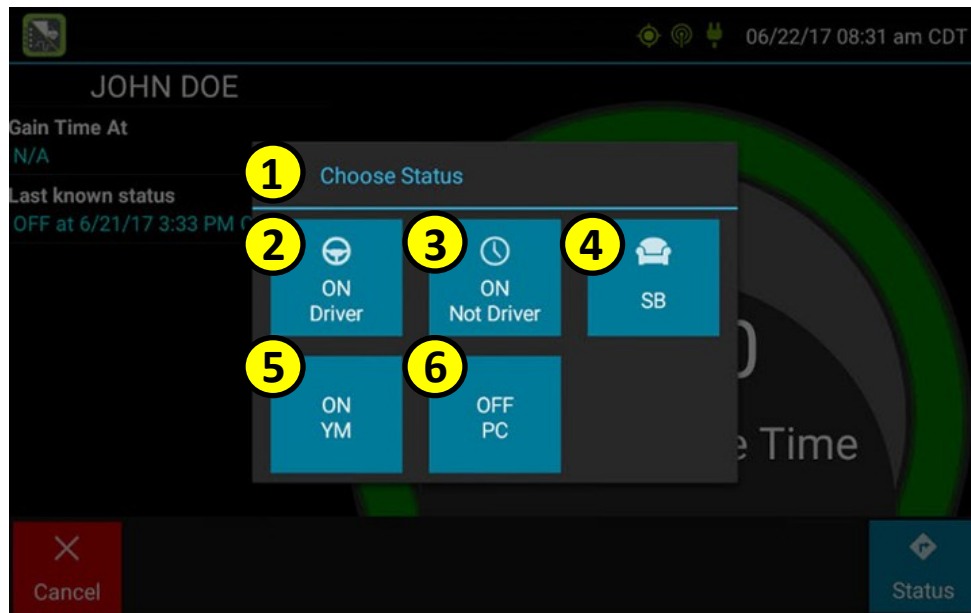 06/22/17 08:31 am CDT
JOHN DOE
Gain Time At
N/A
Last known status
OFF at 6/21/17 3:33 PM
1
Choose Status
2
ON
Driver
3
ON
Not Driver
4
SB
5
ON
YM
6
OFF
PC
Time
Cancel
Status